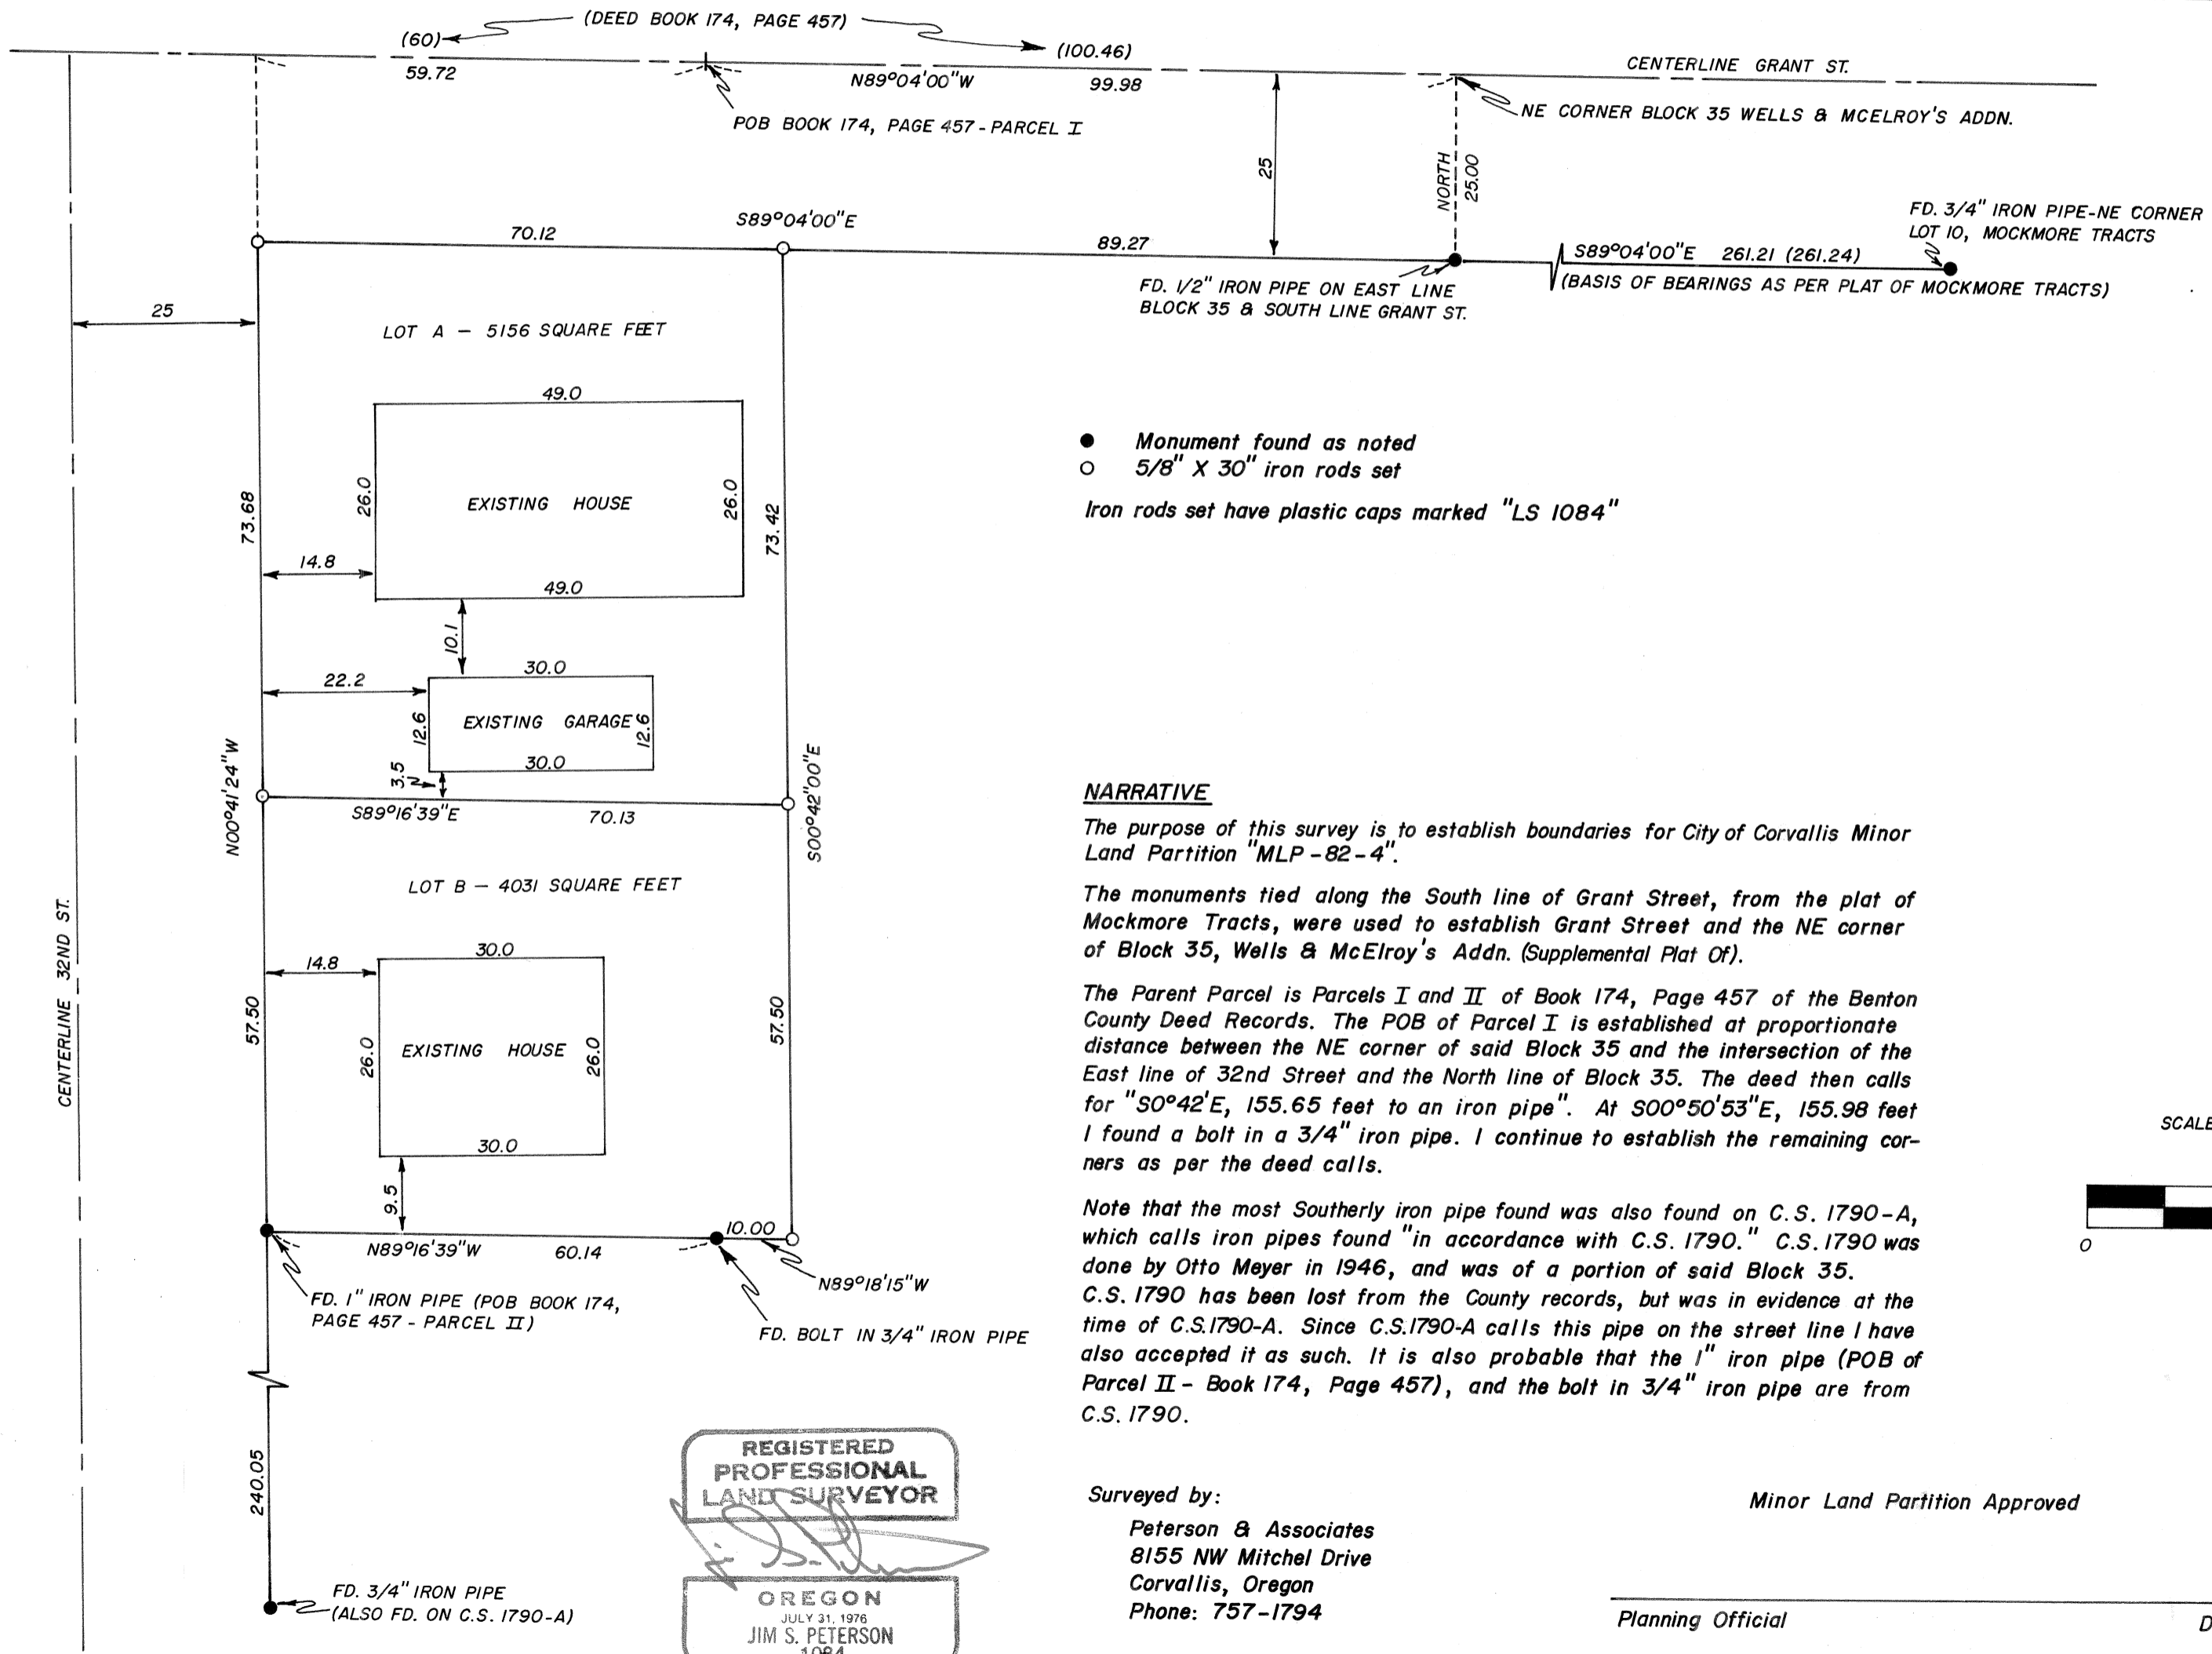 (DEED BOOK 174, PAGE 457)
(60)
(100.46)
59.72
N89°04'00"W
99.98
CENTERLINE GRANT ST.
POB BOOK 174, PAGE 457 - PARCEL I
NE CORNER BLOCK 35 WELLS & MCELROY'S ADDN.
25
NORTH
25.00
FD. 3/4" IRON PIPE-NE CORNER
LOT 10, MOCKMORE TRACTS
70.12
S89°04'00"E
89.27
S89°04'00"E 261.21 (261.24)
(BASIS OF BEARINGS AS PER PLAT OF MOCKMORE TRACTS)
FD. 1/2" IRON PIPE ON EAST LINE
BLOCK 35 & SOUTH LINE GRANT ST.
25
LOT A — 5156 SQUARE FEET
49.0
26.0
EXISTING HOUSE
26.0
73.68
73.42
14.8
49.0
10.1
30.0
22.2
12.6
EXISTING GARAGE
12.6
30.0
3.5
N00°41'24"W
S89°16'39"E
70.13
S00°42'00"E
LOT B — 4031 SQUARE FEET
CENTERLINE 32ND ST.
30.0
14.8
57.50
26.0
EXISTING HOUSE
26.0
57.50
30.0
9.5
10.00
N89°16'39"W
60.14
N89°18'15"W
FD. 1" IRON PIPE (POB BOOK 174,
PAGE 457 - PARCEL II)
FD. BOLT IN 3/4" IRON PIPE
240.05
FD. 3/4" IRON PIPE
(ALSO FD. ON C.S. 1790-A)
Monument found as noted
5/8" X 30" iron rods set
Iron rods set have plastic caps marked "LS 1084"
NARRATIVE
The purpose of this survey is to establish boundaries for City of Corvallis Minor
Land Partition "MLP-82-4".
The monuments tied along the South line of Grant Street, from the plat of
Mockmore Tracts, were used to establish Grant Street and the NE corner
of Block 35, Wells & McElroy's Addn. (Supplemental Plat Of).
The Parent Parcel is Parcels I and II of Book 174, Page 457 of the Benton
County Deed Records. The POB of Parcel I is established at proportionate
distance between the NE corner of said Block 35 and the intersection of the
East line of 32nd Street and the North line of Block 35. The deed then calls
for "S0°42'E, 155.65 feet to an iron pipe". At S00°50'53"E, 155.98 feet
I found a bolt in a 3/4" iron pipe. I continue to establish the remaining cor-
ners as per the deed calls.
Note that the most Southerly iron pipe found was also found on C.S. 1790-A,
which calls iron pipes found "in accordance with C.S. 1790." C.S. 1790 was
done by Otto Meyer in 1946, and was of a portion of said Block 35.
C.S. 1790 has been lost from the County records, but was in evidence at the
time of C.S. 1790-A. Since C.S. 1790-A calls this pipe on the street line I have
also accepted it as such. It is also probable that the 1" iron pipe (POB of
Parcel II - Book 174, Page 457), and the bolt in 3/4" iron pipe are from
C.S. 1790.
SCALE
0
REGISTERED
PROFESSIONAL
LAND SURVEYOR
OREGON
JULY 31, 1976
JIM S. PETERSON
1084
Surveyed by:
Peterson & Associates
8155 NW Mitchel Drive
Corvallis, Oregon
Phone: 757-1794
Minor Land Partition Approved
Planning Official
D